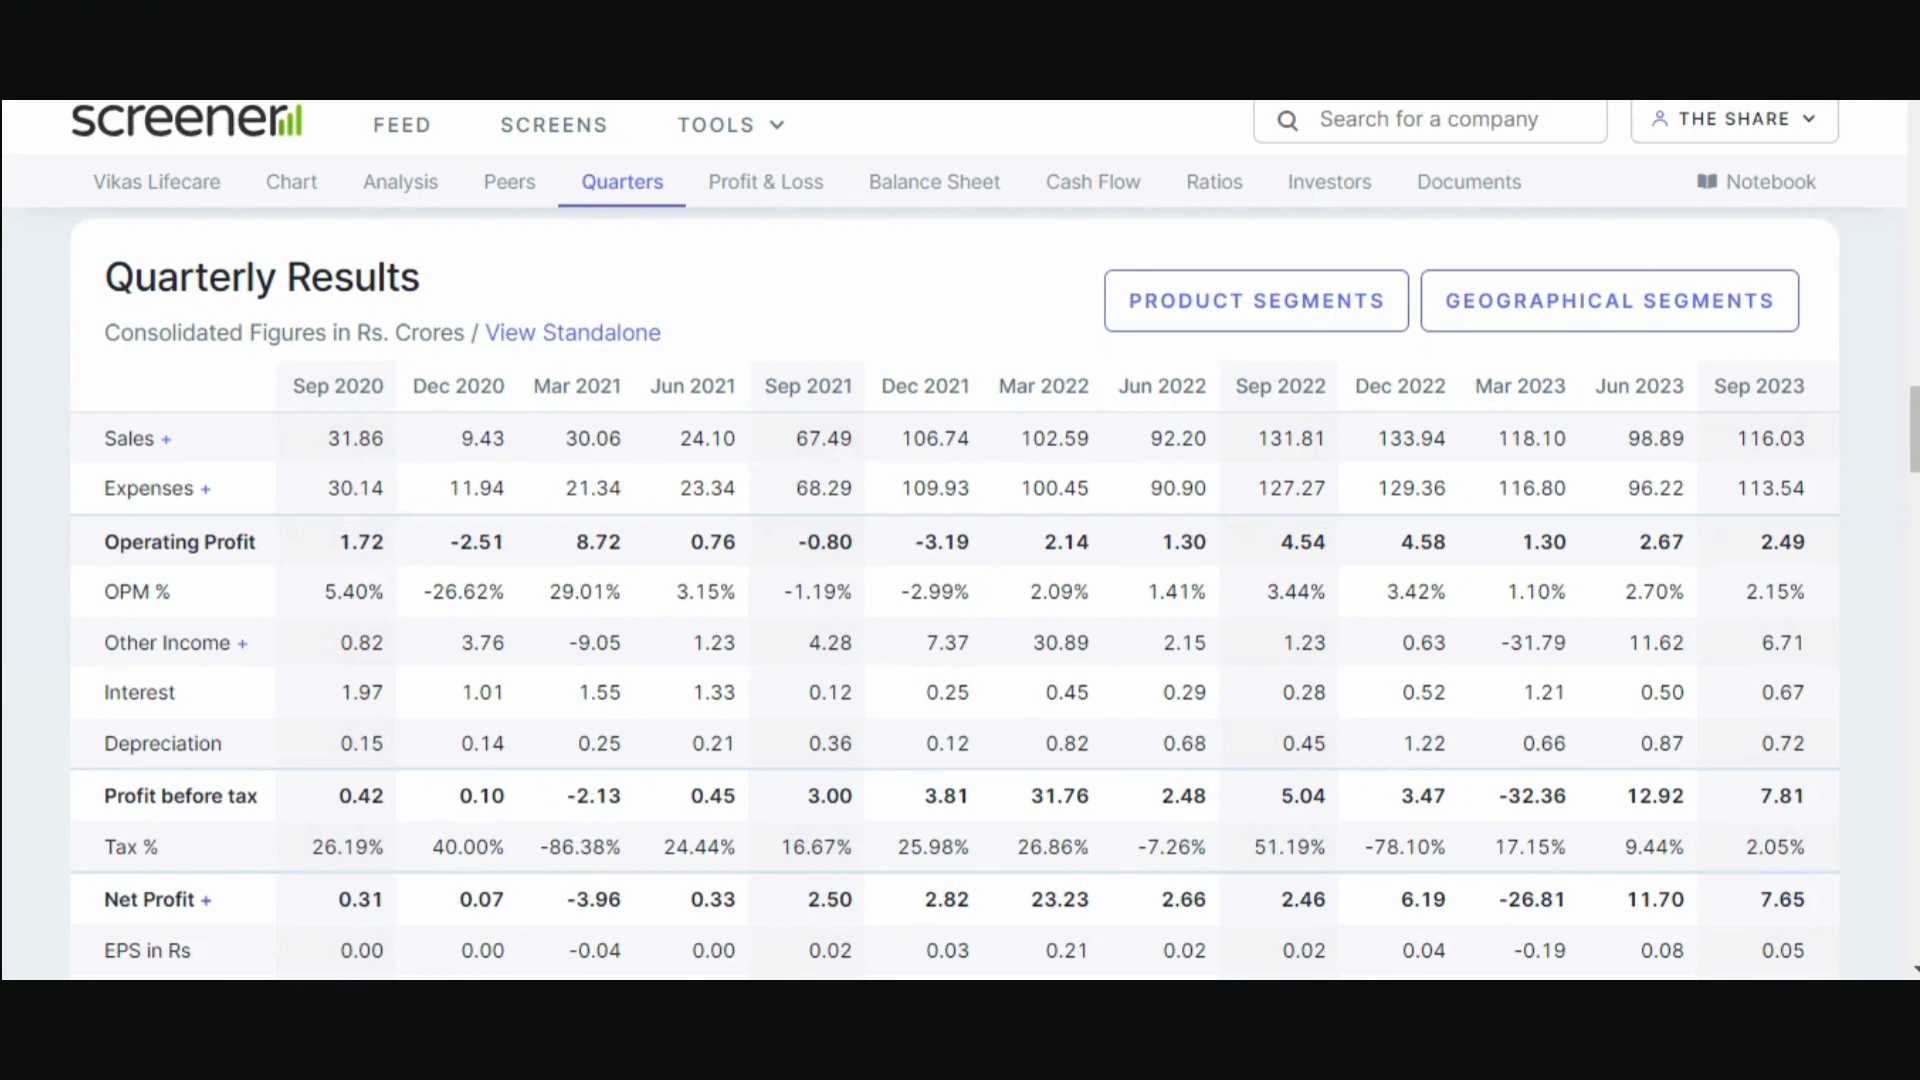 screener
FEED SCREENS TOOLS
Search for a company
THE SHARE
Vikas Lifecare Chart Analysis Peers Quarters Profit & Loss Balance Sheet Cash Flow Ratios Investors Documents Notebook
Quarterly Results
PRODUCT SEGMENTS GEOGRAPHICAL SEGMENTS
Consolidated Figures in Rs. Crores / View Standalone
Sep 2020 Dec 2020 Mar 2021 Jun 2021 Sep 2021 Dec 2021 Mar 2022 Jun 2022 Sep 2022 Dec 2022 Mar 2023 Jun 2023 Sep 2023
Sales + 31.86 9.43 30.06 24.10 67.49 106.74 102.59 92.20 131.81 133.94 118.10 98.89 116.03
Expenses + 30.14 11.94 21.34 23.34 68.29 109.93 100.45 90.90 127.27 129.36 116.80 96.22 113.54
Operating Profit 1.72 -2.51 8.72 0.76 -0.80 -3.19 2.14 1.30 4.54 4.58 1.30 2.67 2.49
OPM % 5.40% -26.62% 29.01% 3.15% -1.19% -2.99% 2.09% 1.41% 3.44% 3.42% 1.10% 2.70% 2.15%
Other Income + 0.82 3.76 -9.05 1.23 4.28 7.37 30.89 2.15 1.23 0.63 -31.79 11.62 6.71
Interest 1.97 1.01 1.55 1.33 0.12 0.25 0.45 0.29 0.28 0.52 1.21 0.50 0.67
Depreciation 0.15 0.14 0.25 0.21 0.36 0.12 0.82 0.68 0.45 1.22 0.66 0.87 0.72
Profit before tax 0.42 0.10 -2.13 0.45 3.00 3.81 31.76 2.48 5.04 3.47 -32.36 12.92 7.81
Tax % 26.19% 40.00% -86.38% 24.44% 16.67% 25.98% 26.86% -7.26% 51.19% -78.10% 17.15% 9.44% 2.05%
Net Profit + 0.31 0.07 -3.96 0.33 2.50 2.82 23.23 2.66 2.46 6.19 -26.81 11.70 7.65
EPS in Rs 0.00 0.00 -0.04 0.00 0.02 0.03 0.21 0.02 0.02 0.04 -0.19 0.08 0.05